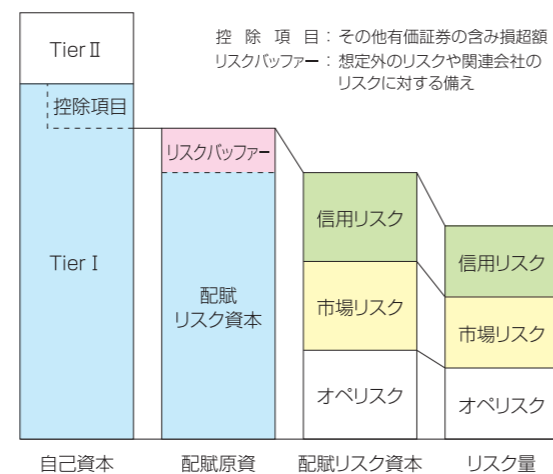 控除項目：その他有価証券の含み損超額
リスクバッファー：想定外のリスクや関連会社の
リスクに対する備え
Tier Ⅱ
控除項目
Tier Ⅰ
リスクバッファー
配賦
リスク資本
信用リスク
市場リスク
オペリスク
信用リスク
市場リスク
オペリスク
自己資本
配賦原資
配賦リスク資本
リスク量